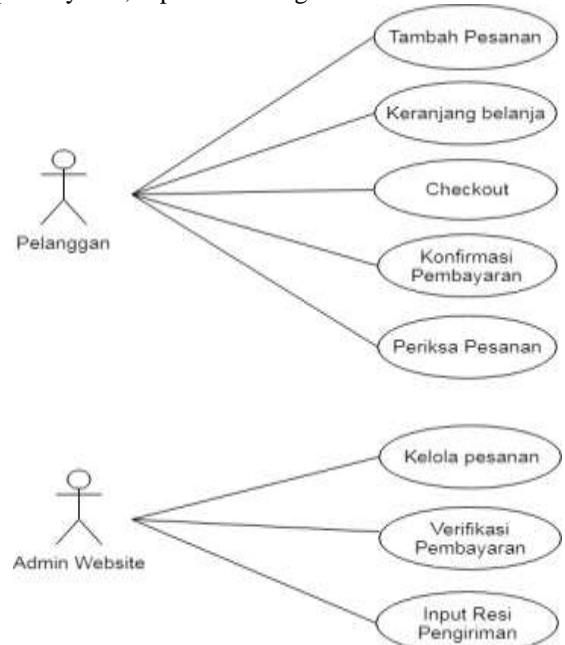 Tambah Pesanan
Keranjang belanja
Checkout
Pelanggan
Konfirmasi
Pembayaran
Periksa Pesanan
Kelola pesanan
Verifikasi
Pembayaran
Admin Website
Input Resi
Pengiriman